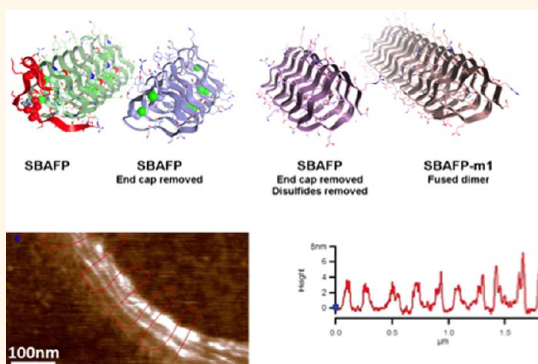 SBAFP
SBAFP
End cap removed
SBAFP
End cap removed
Disulfides removed
SBAFP-m1
Fused dimer
100nm
Height
8nm
6
4
2
0
0.0
0.5
1.0
1.5
μm